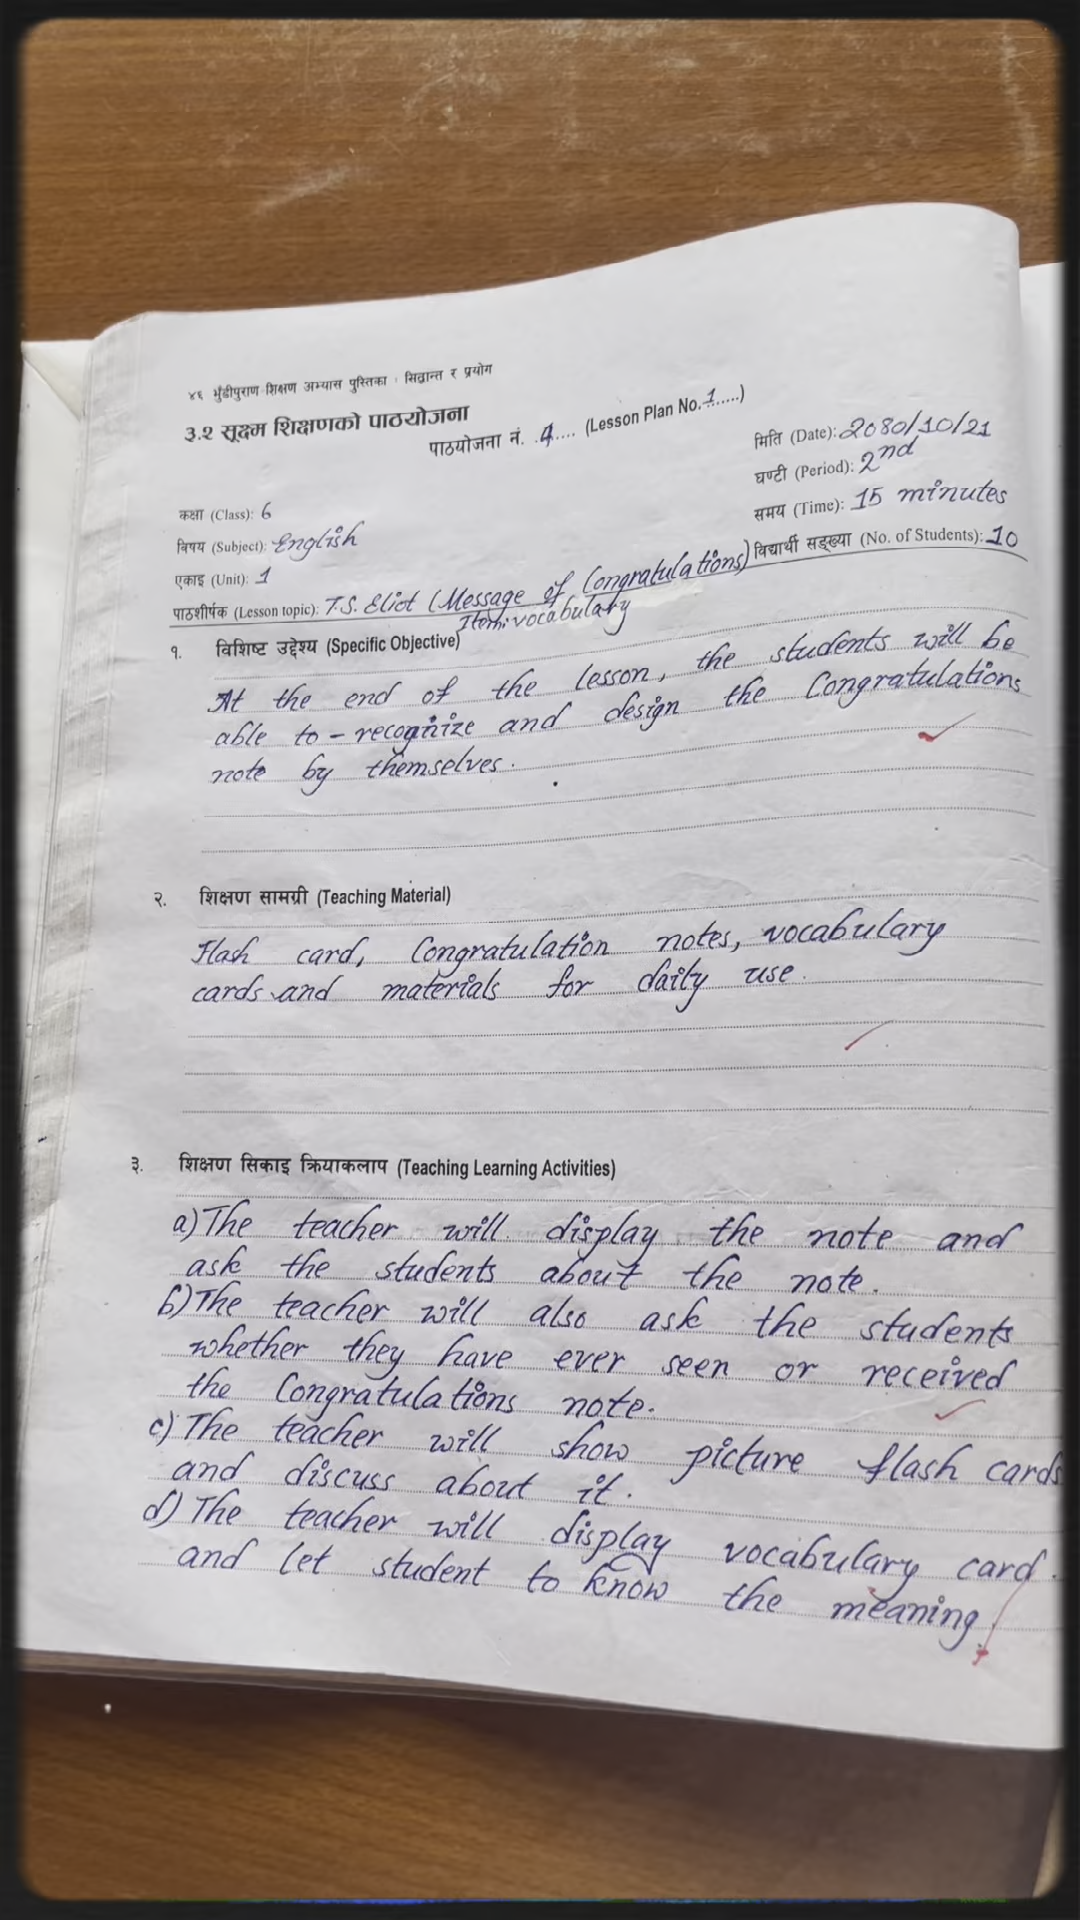 ४६ भुँडीपुराण शिक्षण अभ्यास पुस्तिका : सिद्धान्त र प्रयोग
३.२ सूक्ष्म शिक्षणको पाठयोजना
पाठयोजना नं. .4.... (Lesson Plan No..1......)
मिति (Date): 2080/10/21
घण्टी (Period): 2nd
कक्षा (Class): 6
समय (Time): 15 minutes
विषय (Subject): English
विद्यार्थी सङ्ख्या (No. of Students): 10
एकाइ (Unit): 1
पाठशीर्षक (Lesson topic): T.S. Eliot (Message of Congratulations)
Item: vocabulary
१. विशिष्ट उद्देश्य (Specific Objective)
At the end of the lesson, the students will be
able to - recognize and design the Congratulations
note by themselves.
२. शिक्षण सामग्री (Teaching Material)
Flash card, Congratulation notes, vocabulary
cards and materials for daily use.
३. शिक्षण सिकाइ क्रियाकलाप (Teaching Learning Activities)
a) The teacher will display the note and
ask the students about the note.
b) The teacher will also ask the students
whether they have ever seen or received
the Congratulations note.
c) The teacher will show picture flash cards
and discuss about it.
d) The teacher will display vocabulary card.
and let student to know the meaning.